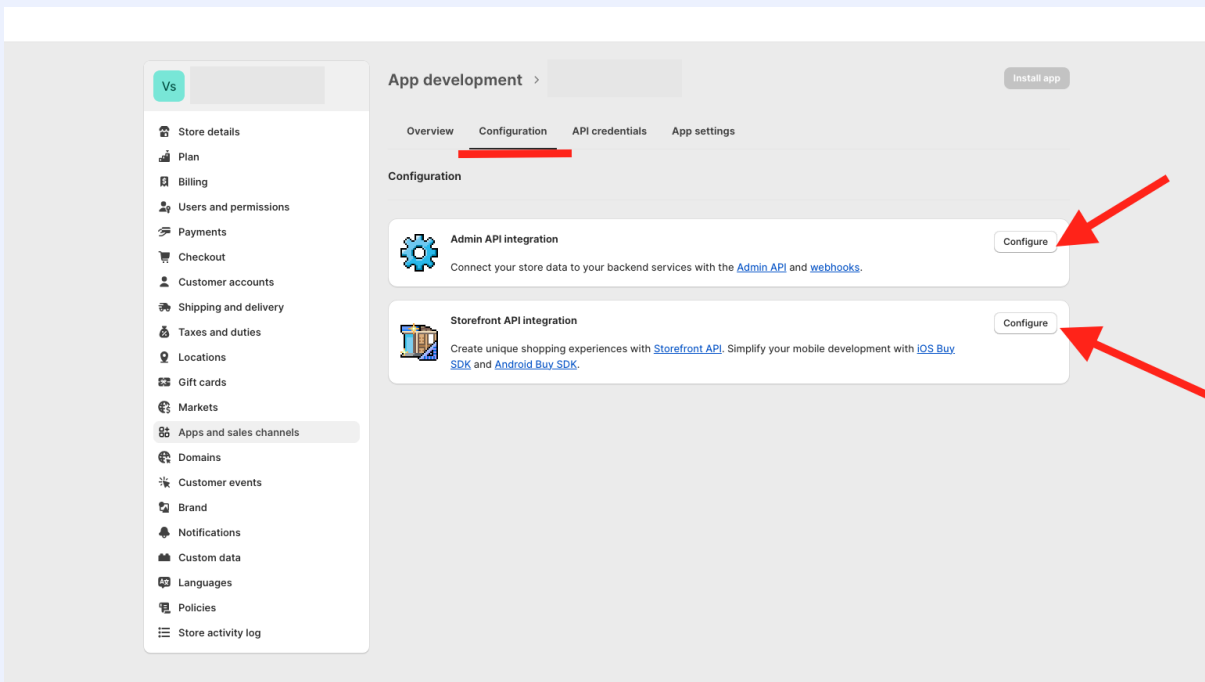 Vs
Store details
Plan
Billing
Users and permissions
Payments
Checkout
Customer accounts
Shipping and delivery
Taxes and duties
Locations
Gift cards
Markets
Apps and sales channels
Domains
Customer events
Brand
Notifications
Custom data
Languages
Policies
Store activity log
App development >
Install app
Overview Configuration API credentials App settings
Configuration
Admin API integration
Configure
Connect your store data to your backend services with the Admin API and webhooks.
Storefront API integration
Configure
Create unique shopping experiences with Storefront API. Simplify your mobile development with iOS Buy
SDK and Android Buy SDK.